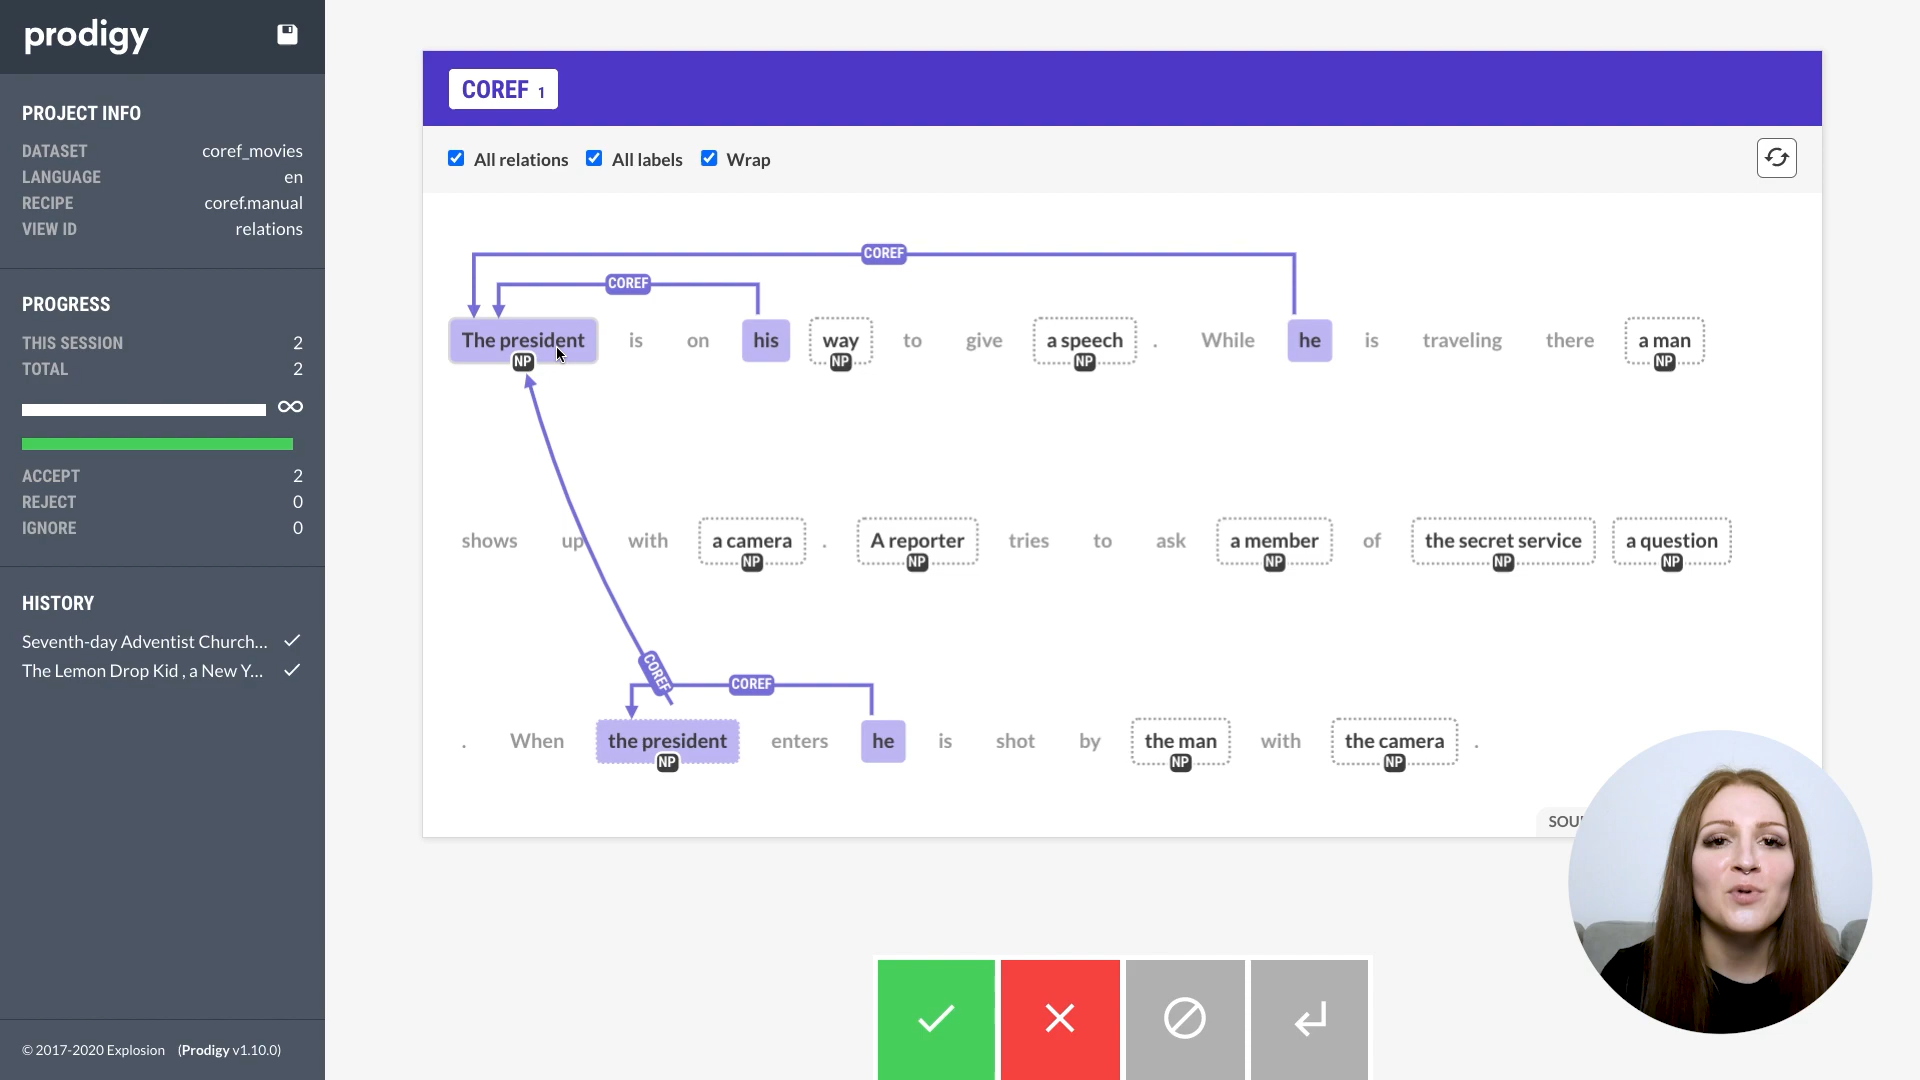 prodigy
PROJECT INFO
DATASET coref_movies
LANGUAGE en
RECIPE coref.manual
VIEW ID relations
PROGRESS
THIS SESSION 2
TOTAL 2
∞
ACCEPT 2
REJECT 0
IGNORE 0
HISTORY
Seventh-day Adventist Church...
The Lemon Drop Kid , a New Y...
© 2017-2020 Explosion (Prodigy v1.10.0)
COREF 1
All relations All labels Wrap
COREF
COREF
The president is on his way to give a speech . While he is traveling there a man
NP NP NP NP
shows up with a camera . A reporter tries to ask a member of the secret service a question
NP NP NP NP NP
COREF COREF
. When the president enters he is shot by the man with the camera .
NP NP NP